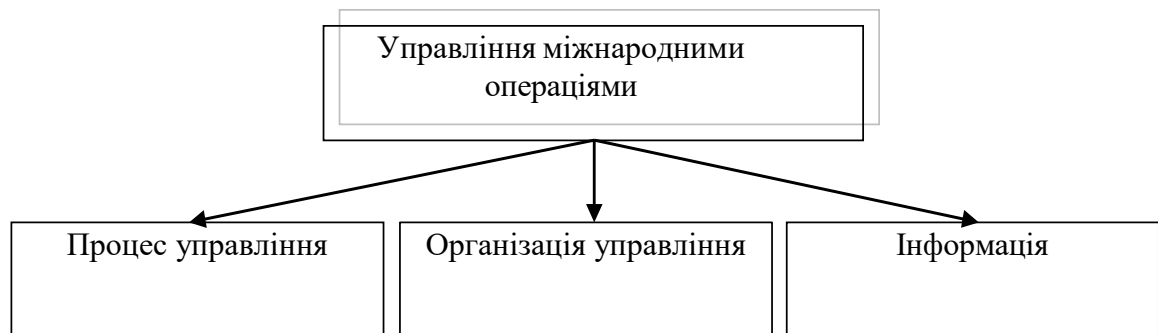 Управління міжнародними
операціями
Процес управління
Організація управління
Інформація